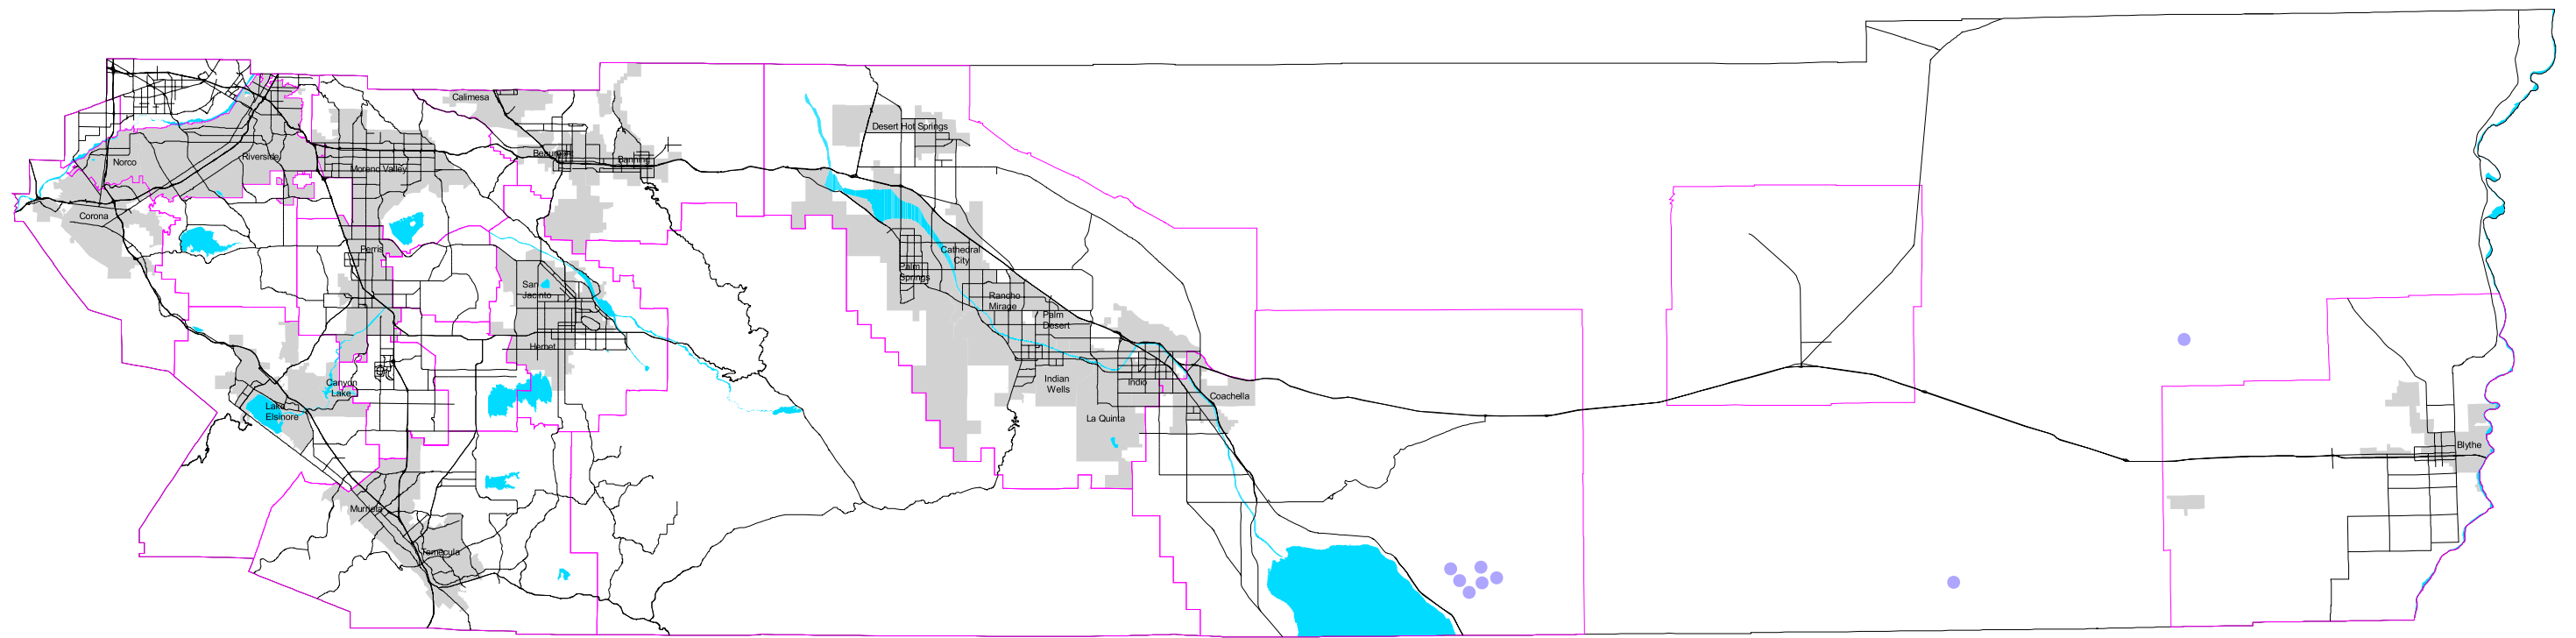 Calimesa
Desert Hot Springs
Norco
Riverside
Beaumont
Banning
Moreno Valley
Corona
Perris
Cathedral
City
Palm
Springs
San
Jacinto
Rancho
Mirage
Palm
Desert
Hemet
Canyon
Lake
Indian
Wells
Indio
Coachella
Lake
Elsinore
La Quinta
Blythe
Murrieta
Temecula